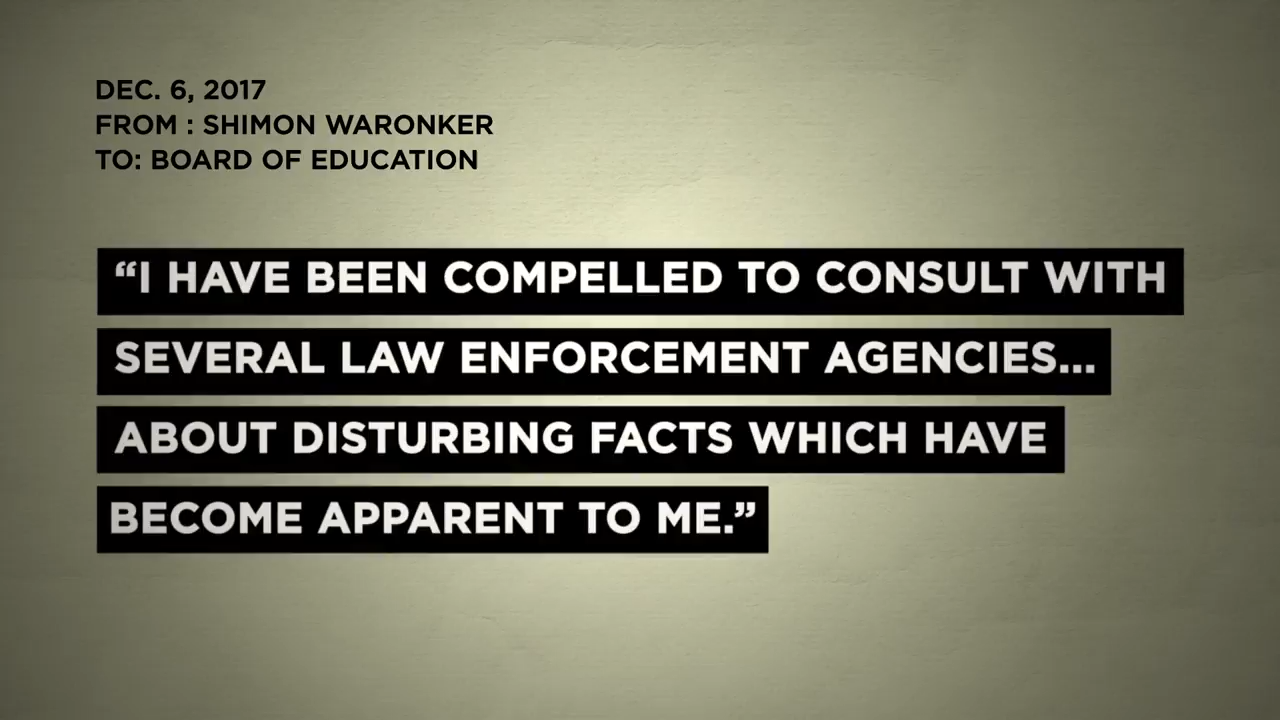 DEC. 6, 2017
FROM : SHIMON WARONKER
TO: BOARD OF EDUCATION
“I HAVE BEEN COMPELLED TO CONSULT WITH
SEVERAL LAW ENFORCEMENT AGENCIES...
ABOUT DISTURBING FACTS WHICH HAVE
BECOME APPARENT TO ME.”